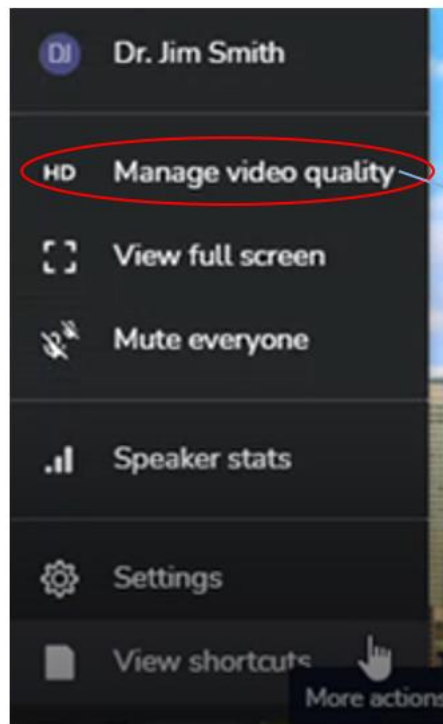 DJ Dr. Jim Smith
HD Manage video quality
View full screen
Mute everyone
Speaker stats
Settings
View shortcuts
More actions